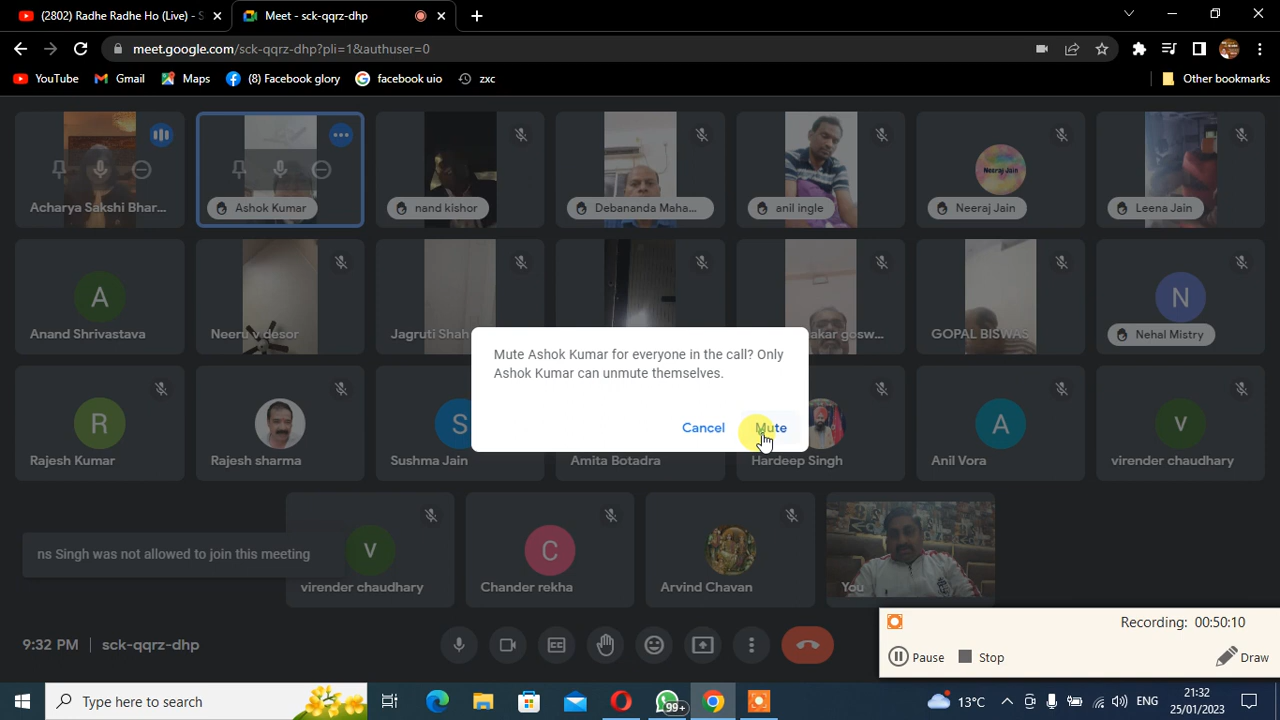 (2802) Radhe Radhe Ho (Live) - S
Meet - sck-qqrz-dhp
meet.google.com/sck-qqrz-dhp?pli=1&authuser=0
YouTube
Gmail
Maps
(8) Facebook glory
facebook uio
zxc
Other bookmarks
Acharya Sakshi Bhar...
Ashok Kumar
nand kishor
Debananda Maha...
anil ingle
Neeraj Jain
Neeraj Jain
Leena Jain
A
Anand Shrivastava
Neeru v desor
Jagruti Shah
akar gosw...
GOPAL BISWAS
N
Nehal Mistry
Mute Ashok Kumar for everyone in the call? Only
Ashok Kumar can unmute themselves.
Cancel
Mute
R
Rajesh Kumar
Rajesh sharma
S
Sushma Jain
Amita Botadra
Hardeep Singh
A
Anil Vora
v
virender chaudhary
ns Singh was not allowed to join this meeting
v
virender chaudhary
C
Chander rekha
Arvind Chavan
You
9:32 PM
sck-qqrz-dhp
Recording: 00:50:10
Pause
Stop
Draw
Type here to search
99+
13°C
ENG
21:32
25/01/2023